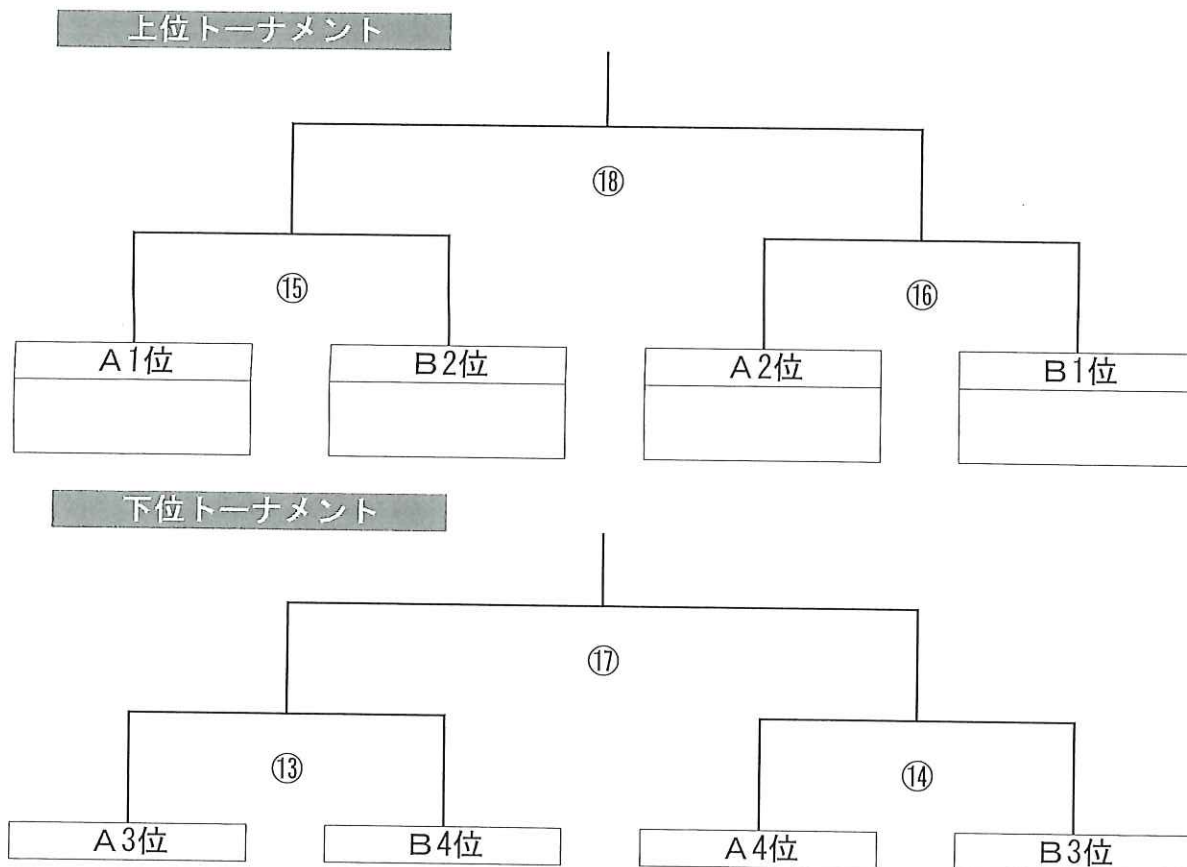 上位トーナメント
⑱
⑮
⑯
A1位
B2位
A2位
B1位
下位トーナメント
⑰
⑬
⑭
A3位
B4位
A4位
B3位